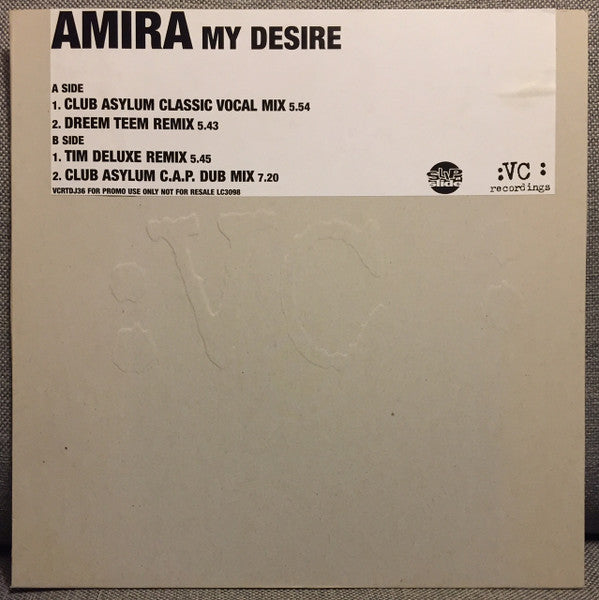 AMIRA MY DESIRE
A SIDE
1. CLUB ASYLUM CLASSIC VOCAL MIX 5.54
2. DREEM TEEM REMIX 5.43
B SIDE
1. TIM DELUXE REMIX 5.45
2. CLUB ASYLUM C.A.P. DUB MIX 7.20
VCRTDJ36 FOR PROMO USE ONLY NOT FOR RESALE LC3098
SLIP
slide
:VC :
recordings
:VC :